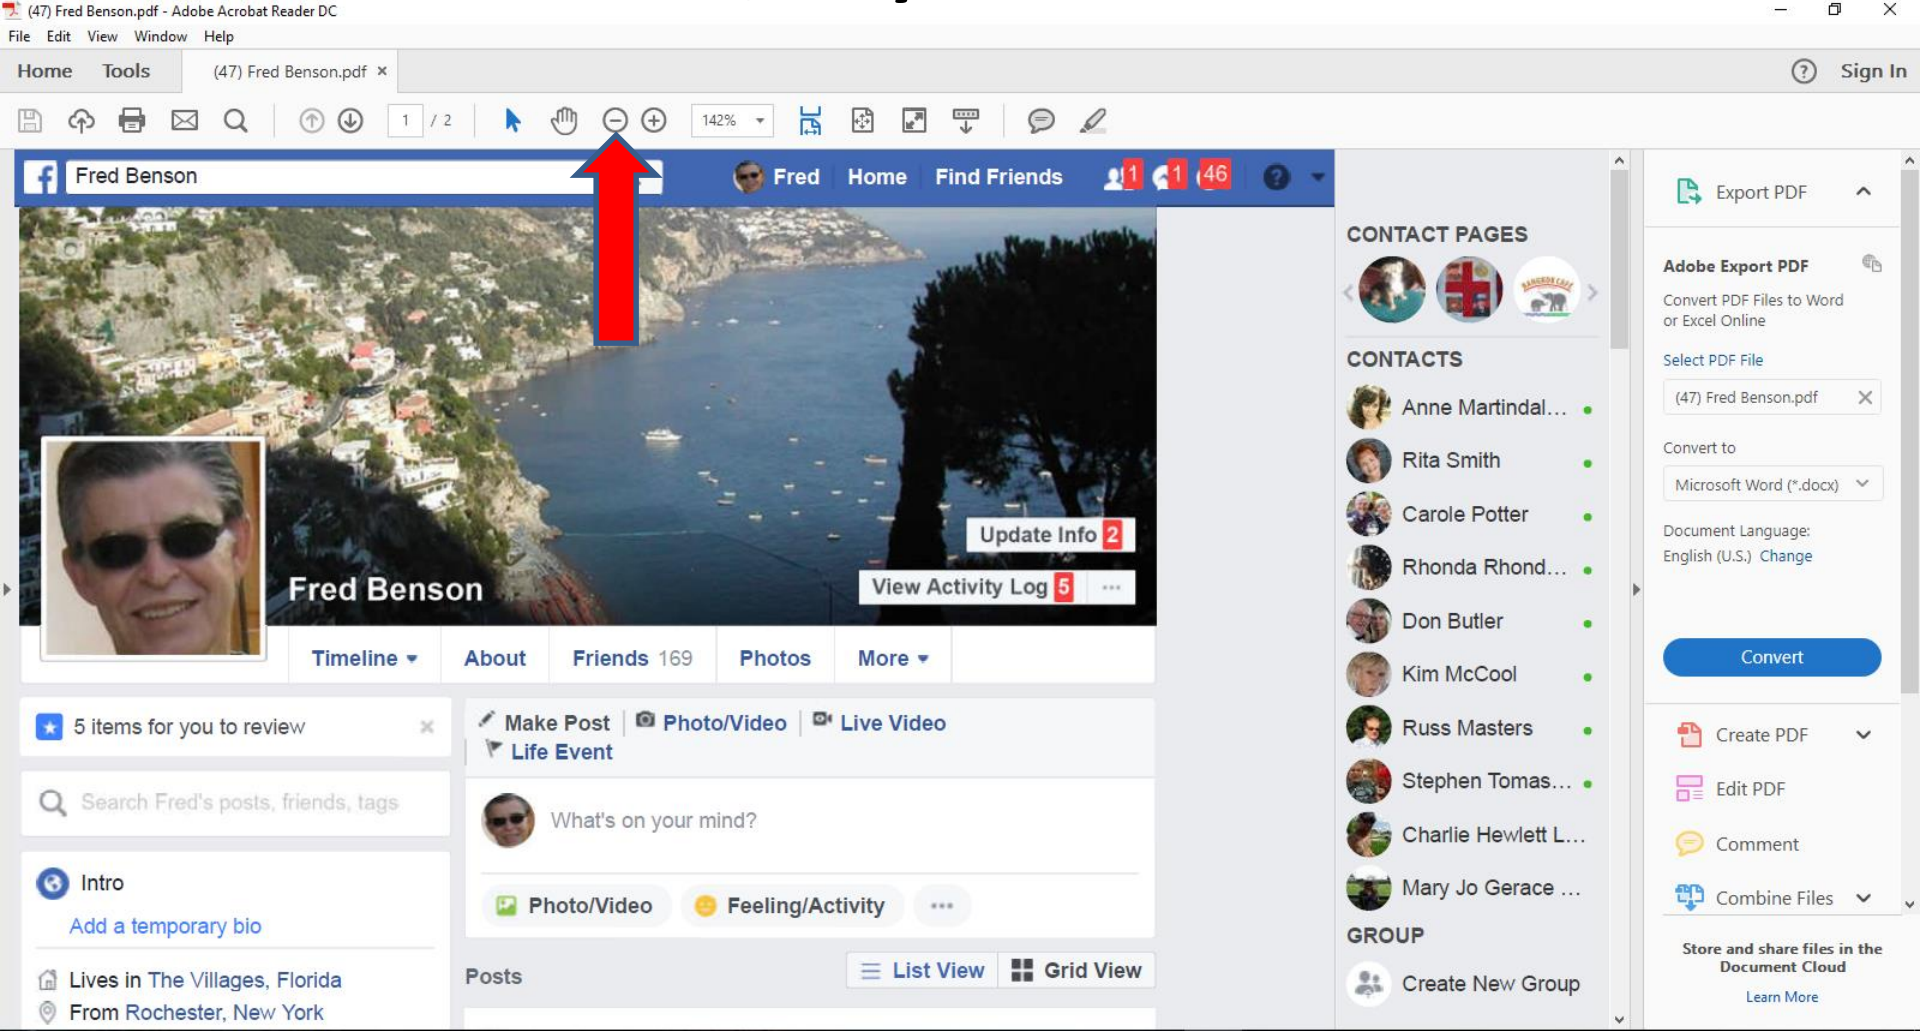 (47) Fred Benson.pdf - Adobe Acrobat Reader DC
File Edit View Window Help
Home Tools (47) Fred Benson.pdf × ? Sign In
1 / 2 142%
Fred Benson
Fred Home Find Friends 1 1 46 ?
Fred Benson
Update Info 2
View Activity Log 5 ...
Timeline About Friends 169 Photos More
5 items for you to review ×
Search Fred's posts, friends, tags
Intro
Add a temporary bio
Lives in The Villages, Florida
From Rochester, New York
Make Post Photo/Video Live Video
Life Event
What's on your mind?
Photo/Video Feeling/Activity ...
Posts List View Grid View
CONTACT PAGES
BANGKOK CAFE
CONTACTS
Anne Martindal...
Rita Smith
Carole Potter
Rhonda Rhond...
Don Butler
Kim McCool
Russ Masters
Stephen Tomas...
Charlie Hewlett L...
Mary Jo Gerace ...
GROUP
Create New Group
Export PDF
Adobe Export PDF
Convert PDF Files to Word
or Excel Online
Select PDF File
(47) Fred Benson.pdf ×
Convert to
Microsoft Word (*.docx)
Document Language:
English (U.S.) Change
Convert
Create PDF
Edit PDF
Comment
Combine Files
Store and share files in the
Document Cloud
Learn More